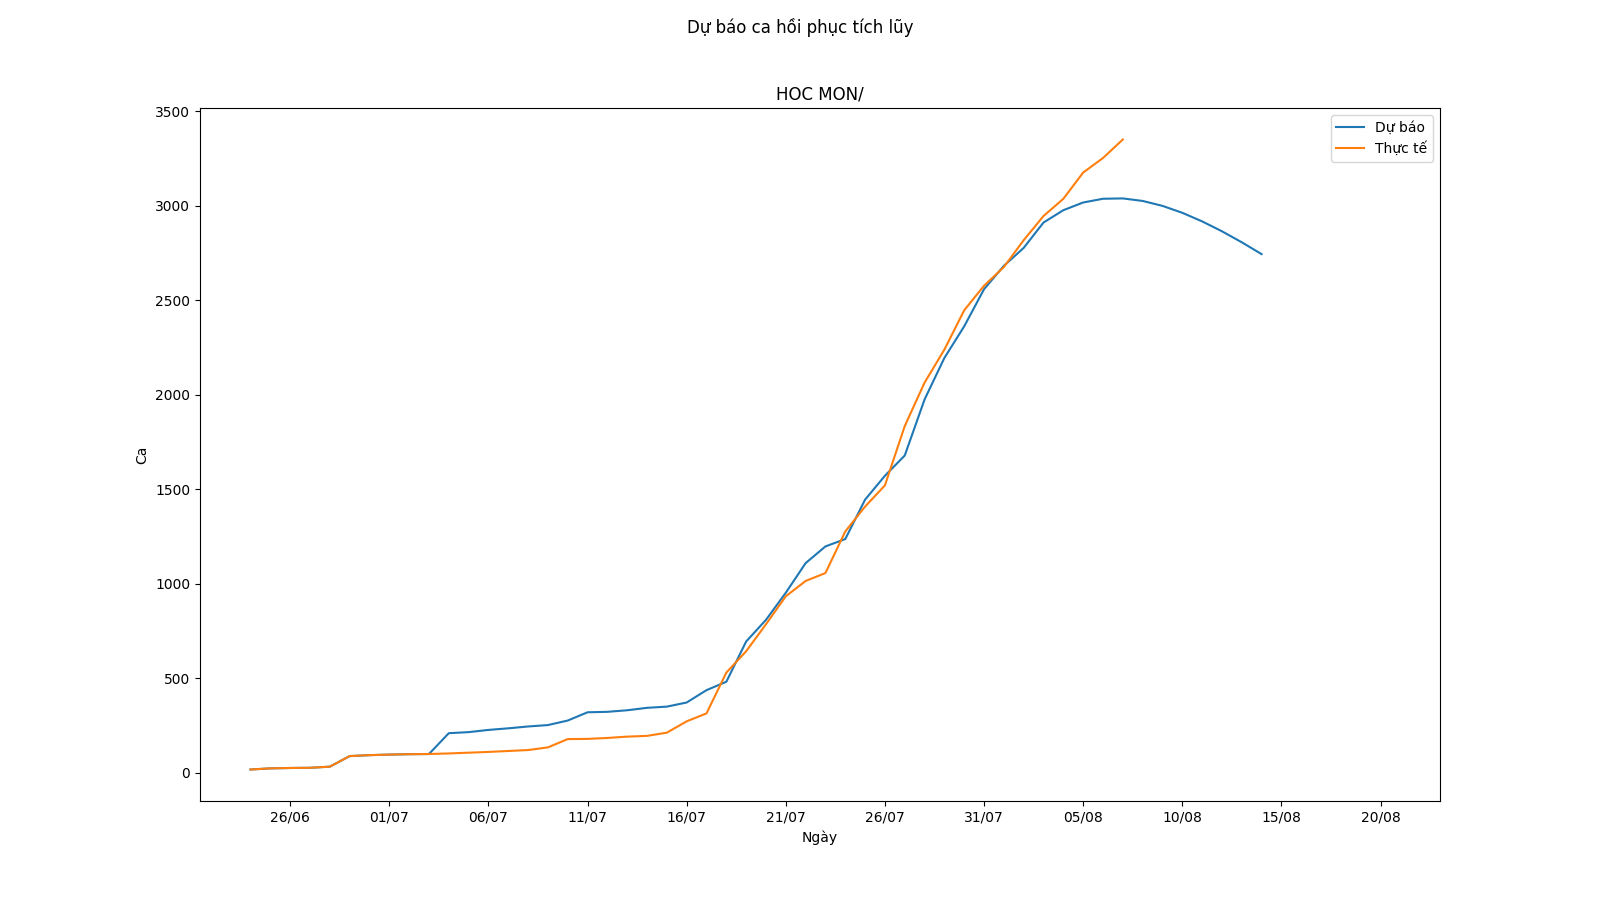 Dự báo ca hồi phục tích lũy
HOC MON/
3500
3000
2500
2000
1500
1000
500
0
Ca
Dự báo
Thực tế
26/06 01/07 06/07 11/07 16/07 21/07 26/07 31/07 05/08 10/08 15/08 20/08
Ngày